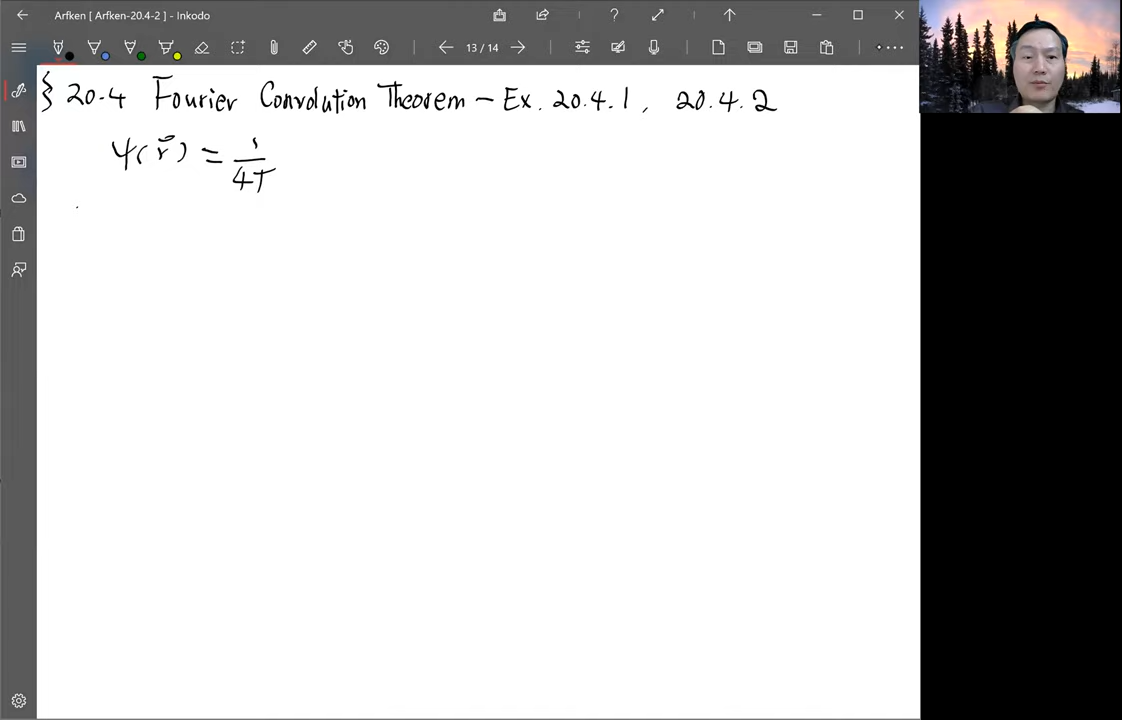 Arfken [ Arfken-20.4-2 ] - Inkodo
13 / 14
§ 20.4 Fourier Convolution Theorem - Ex. 20.4.1, 20.4.2
ψ(r⃗) = 1/4π